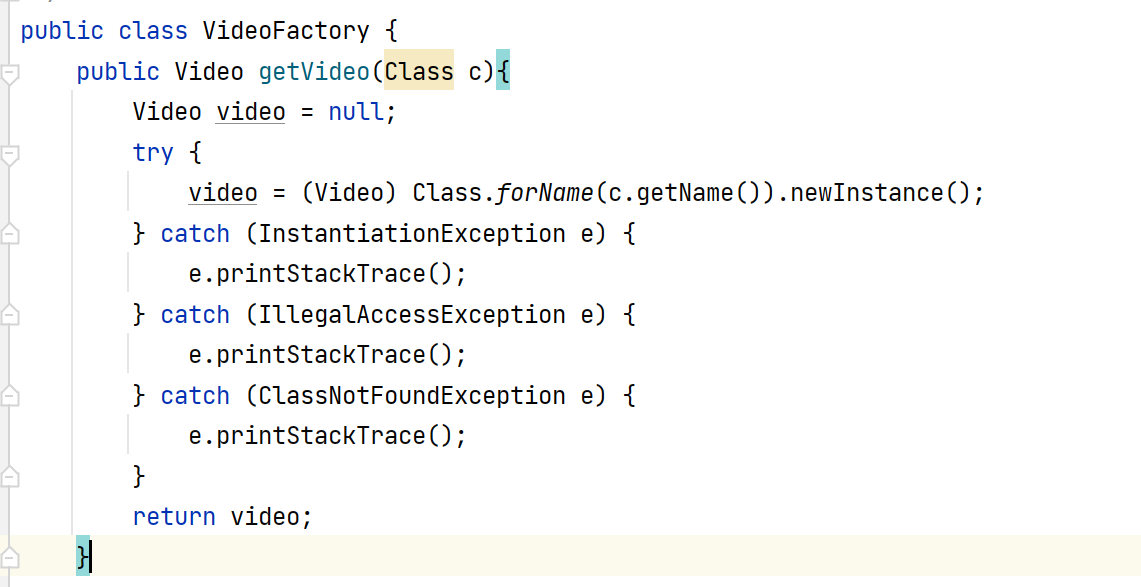 public class VideoFactory {
    public Video getVideo(Class c){
        Video video = null;
        try {
            video = (Video) Class.forName(c.getName()).newInstance();
        } catch (InstantiationException e) {
            e.printStackTrace();
        } catch (IllegalAccessException e) {
            e.printStackTrace();
        } catch (ClassNotFoundException e) {
            e.printStackTrace();
        }
        return video;
    }